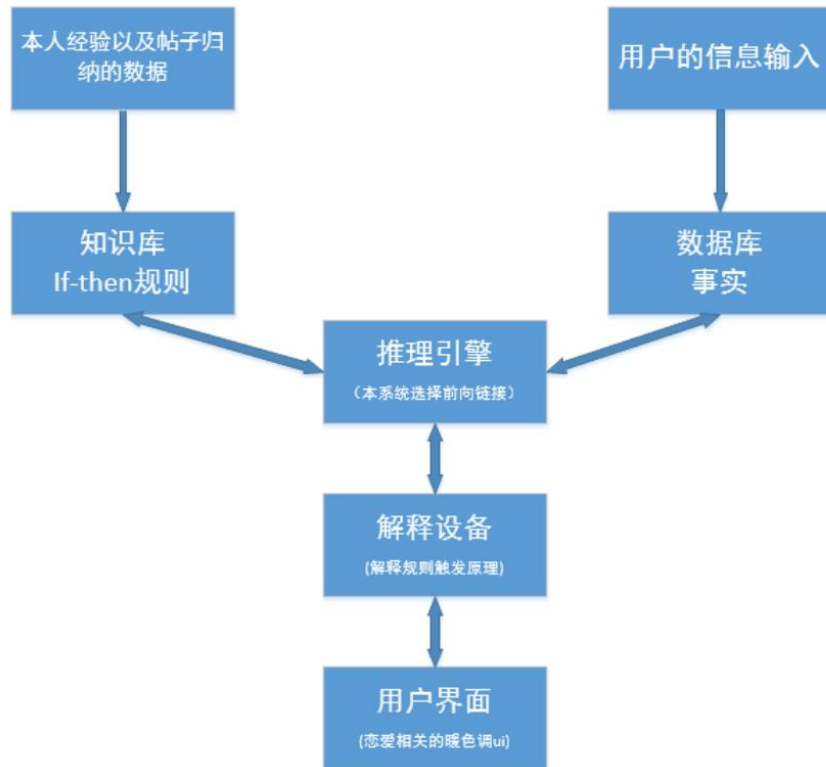 本人经验以及帖子归
纳的数据
用户的信息输入
知识库
If-then规则
数据库
事实
推理引擎
（本系统选择前向链接）
解释设备
(解释规则触发原理)
用户界面
(恋爱相关的暖色调ui)